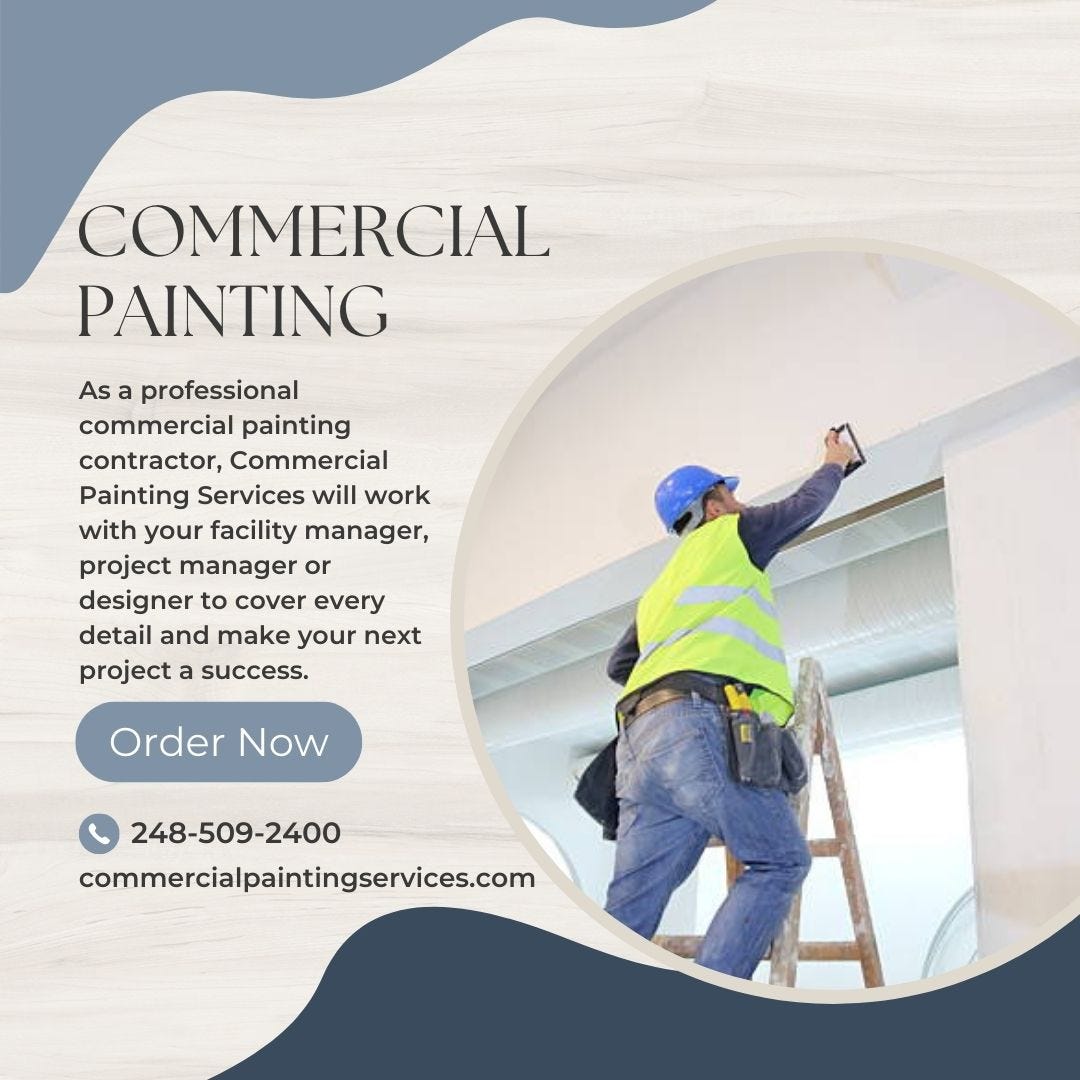 COMMERCIAL
PAINTING
As a professional
commercial painting
contractor, Commercial
Painting Services will work
with your facility manager,
project manager or
designer to cover every
detail and make your next
project a success.
Order Now
248-509-2400
commercialpaintingservices.com